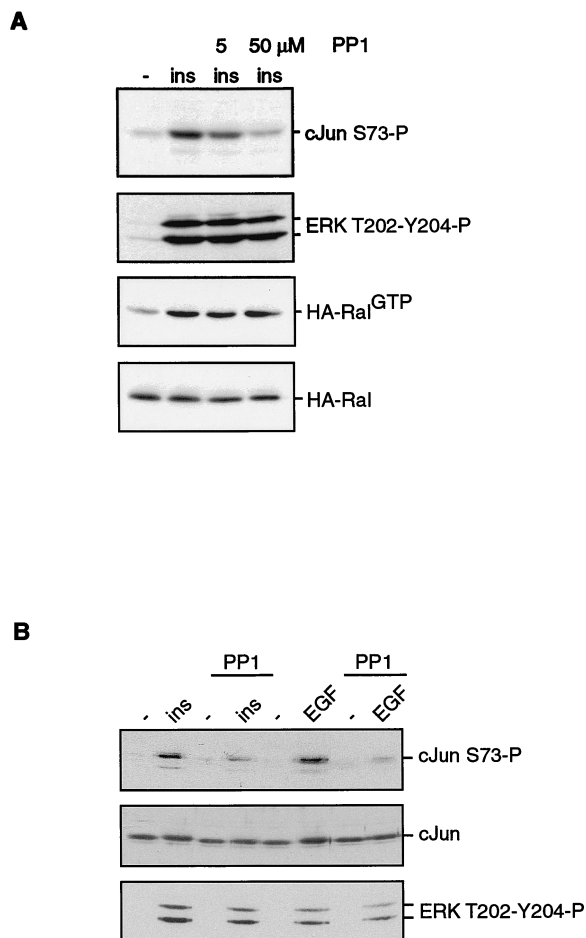 A
5 50 μM PP1
- ins ins ins
cJun S73-P
ERK T202-Y204-P
HA-Ral GTP
HA-Ral
B
PP1 PP1
- ins - ins - EGF - EGF
cJun S73-P
cJun
ERK T202-Y204-P